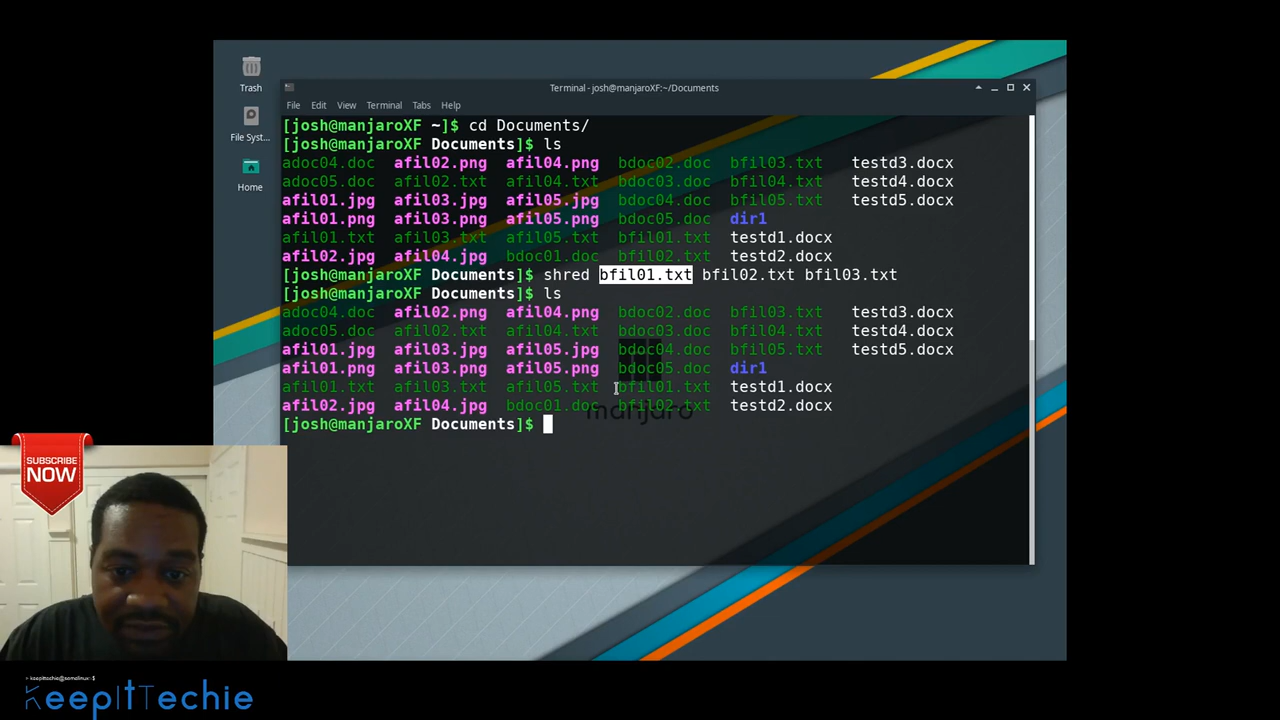 Trash
File Syst...
Home
Terminal - josh@manjaroXF:~/Documents
File Edit View Terminal Tabs Help
[josh@manjaroXF ~]$ cd Documents/
[josh@manjaroXF Documents]$ ls
adoc04.doc afil02.png afil04.png bdoc02.doc bfil03.txt testd3.docx
adoc05.doc afil02.txt afil04.txt bdoc03.doc bfil04.txt testd4.docx
afil01.jpg afil03.jpg afil05.jpg bdoc04.doc bfil05.txt testd5.docx
afil01.png afil03.png afil05.png bdoc05.doc dir1
afil01.txt afil03.txt afil05.txt bfil01.txt testd1.docx
afil02.jpg afil04.jpg bdoc01.doc bfil02.txt testd2.docx
[josh@manjaroXF Documents]$ shred bfil01.txt bfil02.txt bfil03.txt
[josh@manjaroXF Documents]$ ls
adoc04.doc afil02.png afil04.png bdoc02.doc bfil03.txt testd3.docx
adoc05.doc afil02.txt afil04.txt bdoc03.doc bfil04.txt testd4.docx
afil01.jpg afil03.jpg afil05.jpg bdoc04.doc bfil05.txt testd5.docx
afil01.png afil03.png afil05.png bdoc05.doc dir1
afil01.txt afil03.txt afil05.txt bfil01.txt testd1.docx
afil02.jpg afil04.jpg bdoc01.doc bfil02.txt testd2.docx
manjaro
[josh@manjaroXF Documents]$
SUBSCRIBE
NOW
> keepittechie@somelinux:~$
KeepItTechie